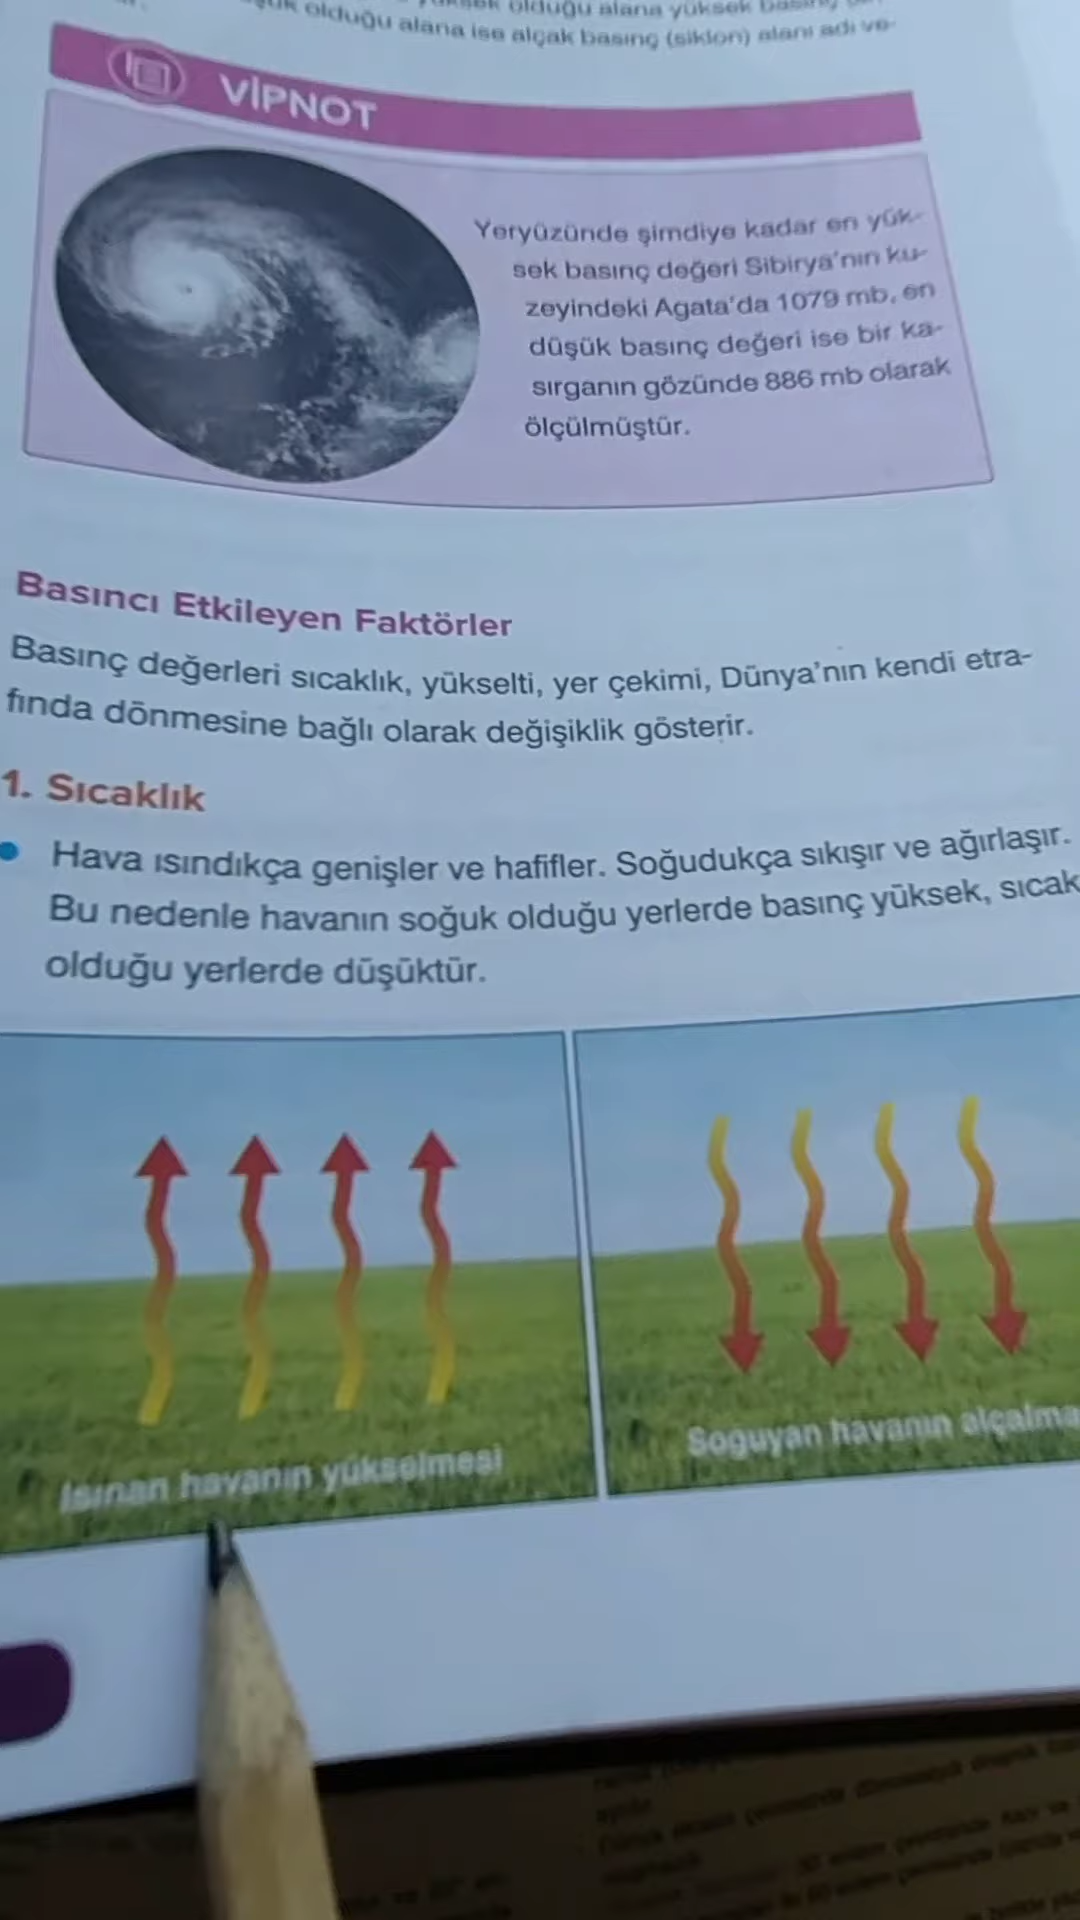 olduğu alana yüksek
olduğu alana ise alçak basınç (siklon) alanı adı ve-
VİPNOT
Yeryüzünde şimdiye kadar en yük-
sek basınç değeri Sibirya'nın ku-
zeyindeki Agata'da 1079 mb, en
düşük basınç değeri ise bir ka-
sırganın gözünde 886 mb olarak
ölçülmüştür.
Basıncı Etkileyen Faktörler
Basınç değerleri sıcaklık, yükselti, yer çekimi, Dünya'nın kendi etra-
fında dönmesine bağlı olarak değişiklik gösterir.
1. Sıcaklık
• Hava ısındıkça genişler ve hafifler. Soğudukça sıkışır ve ağırlaşır.
Bu nedenle havanın soğuk olduğu yerlerde basınç yüksek, sıcak
olduğu yerlerde düşüktür.
Isınan havanın yükselmesi
Soguyan havanın alçalma